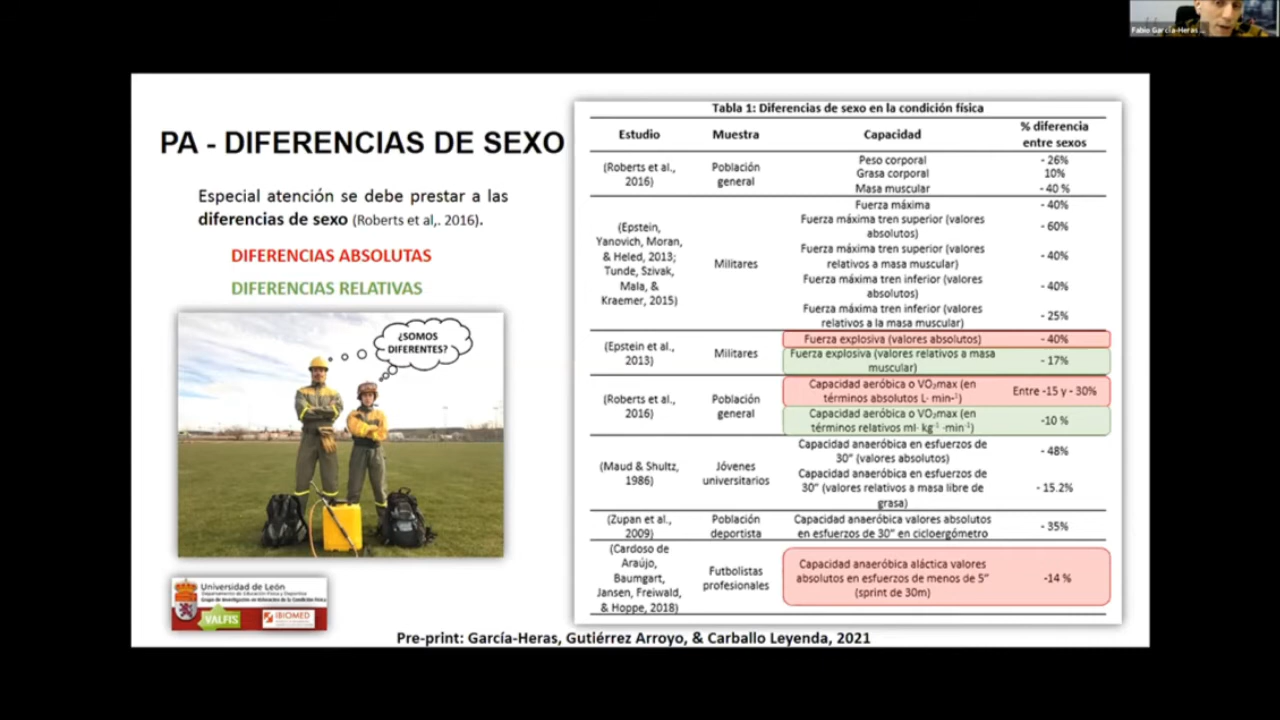 Fabio García-Heras ...
PA - DIFERENCIAS DE SEXO
Especial atención se debe prestar a las
diferencias de sexo (Roberts et al,. 2016).
DIFERENCIAS ABSOLUTAS
DIFERENCIAS RELATIVAS
¿SOMOS
DIFERENTES?
Universidad de León
Departamento de Educación Física y Deportiva
VALFIS
IBIOMED
Tabla 1: Diferencias de sexo en la condición física
Estudio Muestra Capacidad % diferencia
entre sexos
(Roberts et al.,
2016)
Población
general
Peso corporal - 26%
Grasa corporal 10%
Masa muscular - 40 %
(Epstein,
Yanovich, Moran,
& Heled, 2013;
Tunde, Szivak,
Mala, &
Kraemer, 2015)
Militares
Fuerza máxima - 40%
Fuerza máxima tren superior (valores
absolutos) - 60%
Fuerza máxima tren superior (valores
relativos a masa muscular) - 40%
Fuerza máxima tren inferior (valores
absolutos) - 40%
Fuerza máxima tren inferior (valores
relativos a la masa muscular) - 25%
(Epstein et al.,
2013)
Militares
Fuerza explosiva (valores absolutos) - 40%
Fuerza explosiva (valores relativos a masa
muscular) - 17%
(Roberts et al.,
2016)
Población
general
Capacidad aeróbica o VO₂max (en
términos absolutos L· min-¹) Entre -15 y - 30%
Capacidad aeróbica o VO₂max (en
términos relativos ml· kg⁻¹ ·min⁻¹) -10 %
(Maud & Shultz,
1986)
Jóvenes
universitarios
Capacidad anaeróbica en esfuerzos de
30” (valores absolutos) - 48%
Capacidad anaeróbica en esfuerzos de
30” (valores relativos a masa libre de
grasa) - 15.2%
(Zupan et al.,
2009)
Población
deportista
Capacidad anaeróbica valores absolutos
en esfuerzos de 30” en cicloergómetro - 35%
(Cardoso de
Araújo,
Baumgart,
Jansen, Freiwald,
& Hoppe, 2018)
Futbolistas
profesionales
Capacidad anaeróbica aláctica valores
absolutos en esfuerzos de menos de 5”
(sprint de 30m) -14 %
Pre-print: García-Heras, Gutiérrez Arroyo, & Carballo Leyenda, 2021